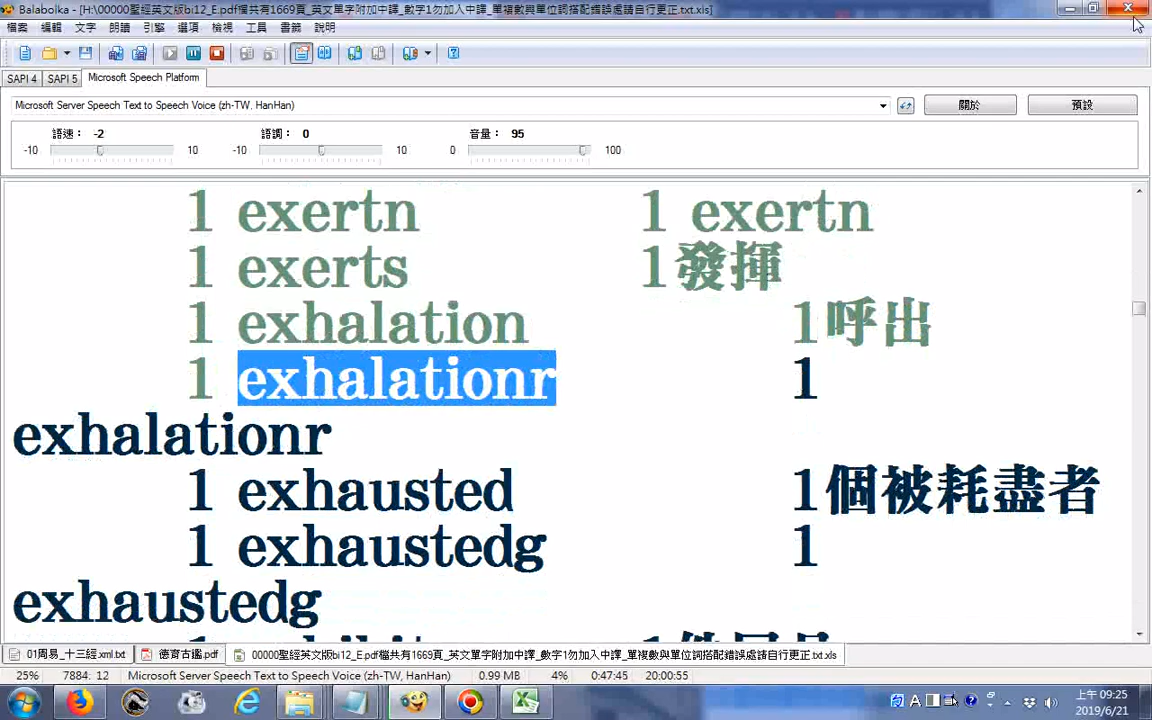 Balabolka - [H:\00000聖經英文版bi12_E.pdf檔共有1669頁_英文單字附加中譯_數字1勿加入中譯_單複數與單位詞搭配錯誤處請自行更正.txt.xls]
檔案 編輯 文字 朗讀 引擎 選項 檢視 工具 書籤 說明
SAPI 4 SAPI 5 Microsoft Speech Platform
Microsoft Server Speech Text to Speech Voice (zh-TW, HanHan) 關於 預設
語速： -2 語調： 0 音量： 95
-10 10 -10 10 0 100
1 exertn 1 exertn
1 exerts 1發揮
1 exhalation 1呼出
1 exhalationr 1
exhalationr
1 exhausted 1個被耗盡者
1 exhaustedg 1
exhaustedg
01周易_十三經.xml.txt 德育古鑑.pdf 00000聖經英文版bi12_E.pdf檔共有1669頁_英文單字附加中譯_數字1勿加入中譯_單複數與單位詞搭配錯誤處請自行更正.txt.xls
25% 7884: 12 Microsoft Server Speech Text to Speech Voice (zh-TW, HanHan) 0.99 MB 4% 0:47:45 20:00:55
上午 09:25
2019/6/21